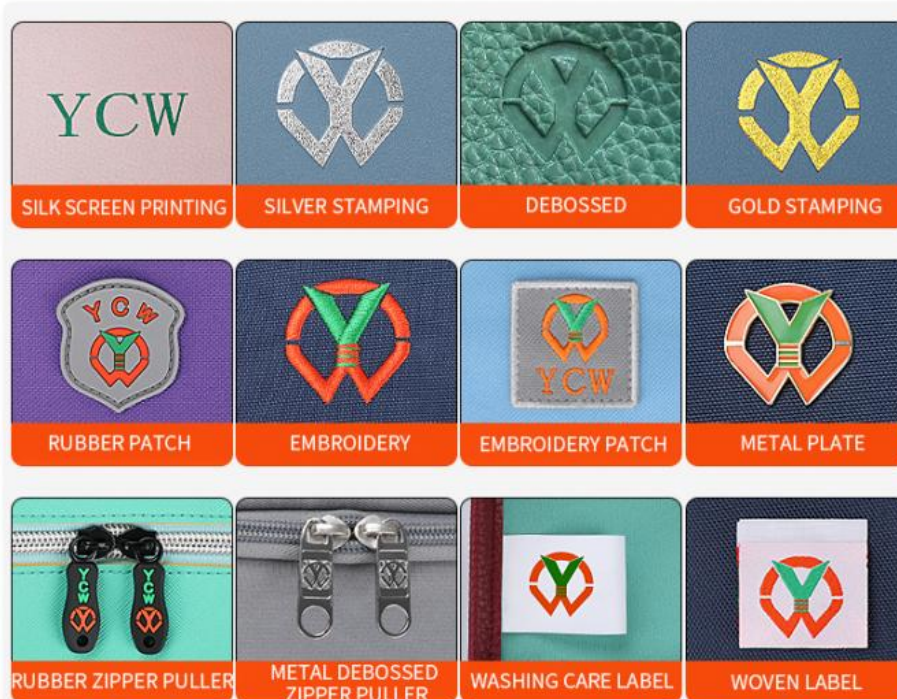 YCW
SILK SCREEN PRINTING
SILVER STAMPING
DEBOSSED
GOLD STAMPING
YCW
RUBBER PATCH
EMBROIDERY
YCW
EMBROIDERY PATCH
METAL PLATE
YCW
YCW
RUBBER ZIPPER PULLER
METAL DEBOSSED
ZIPPER PULLER
WASHING CARE LABEL
WOVEN LABEL